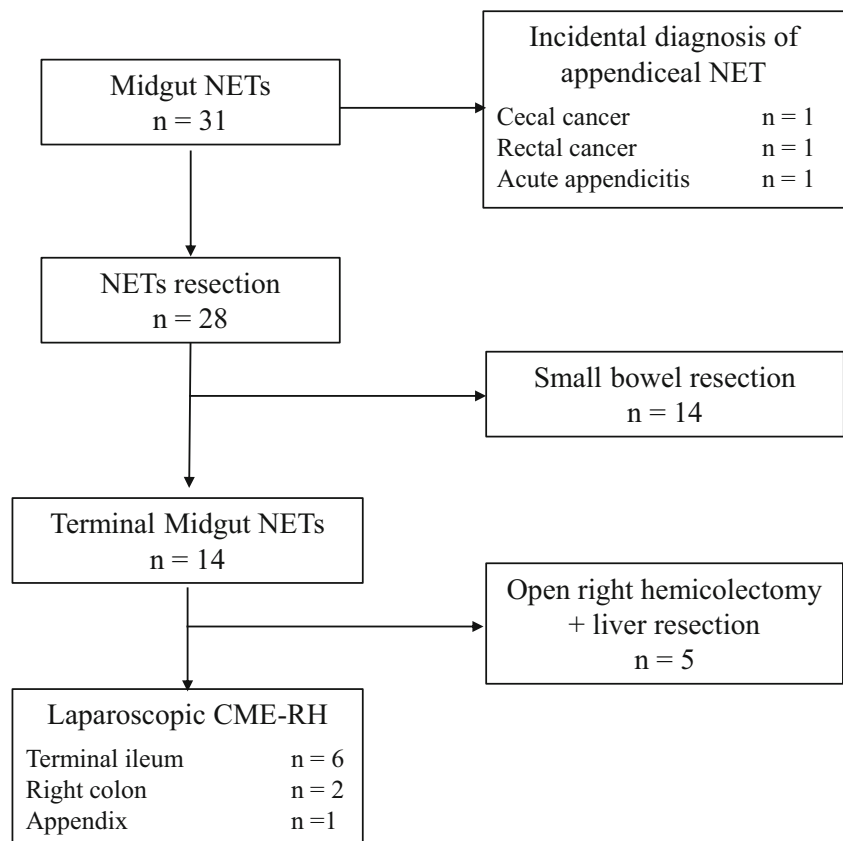 Midgut NETs
n = 31
Incidental diagnosis of
appendiceal NET
Cecal cancer n = 1
Rectal cancer n = 1
Acute appendicitis n = 1
NETs resection
n = 28
Small bowel resection
n = 14
Terminal Midgut NETs
n = 14
Open right hemicolectomy
+ liver resection
n = 5
Laparoscopic CME-RH
Terminal ileum n = 6
Right colon n = 2
Appendix n =1